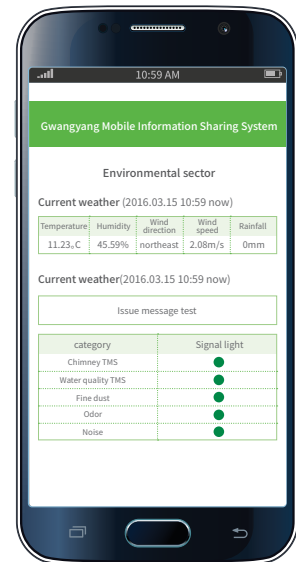 10:59 AM
Gwangyang Mobile Information Sharing System
Environmental sector
Current weather (2016.03.15 10:59 now)
Temperature Humidity Wind direction Wind speed Rainfall
11.23。C 45.59% northeast 2.08m/s 0mm
Current weather(2016.03.15 10:59 now)
Issue message test
category Signal light
Chimney TMS
Water quality TMS
Fine dust
Odor
Noise